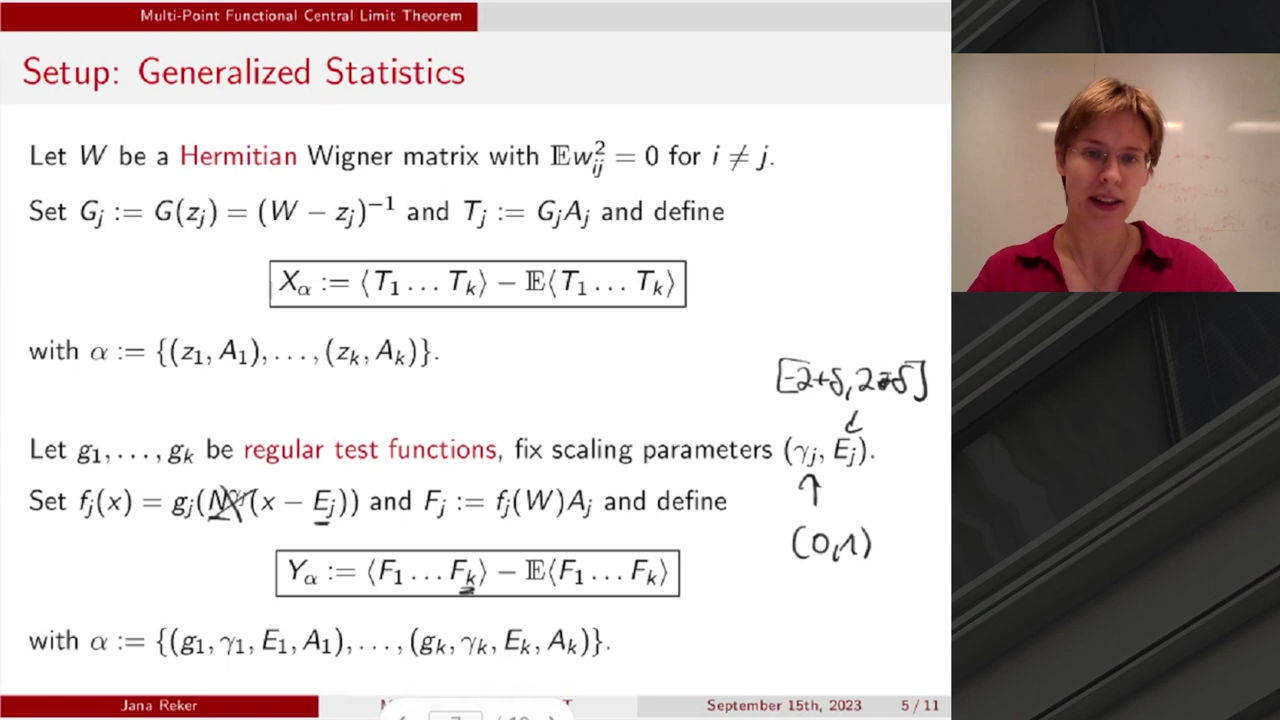 Multi-Point Functional Central Limit Theorem
Setup: Generalized Statistics
Let W be a Hermitian Wigner matrix with 𝔼w²ᵢⱼ = 0 for i ≠ j.
Set Gⱼ := G(zⱼ) = (W − zⱼ)⁻¹ and Tⱼ := GⱼAⱼ and define
X_α := ⟨T₁ … T_k⟩ − 𝔼⟨T₁ … T_k⟩
with α := {(z₁, A₁), …, (z_k, A_k)}.
[-2+δ, 2-δ]
Let g₁, …, g_k be regular test functions, fix scaling parameters (γⱼ, Eⱼ).
Set fⱼ(x) = gⱼ( (x − Eⱼ)) and Fⱼ := fⱼ(W)Aⱼ and define
(0,1)
Y_α := ⟨F₁ … F_k⟩ − 𝔼⟨F₁ … F_k⟩
with α := {(g₁, γ₁, E₁, A₁), …, (g_k, γ_k, E_k, A_k)}.
Jana Reker September 15th, 2023 5 / 11